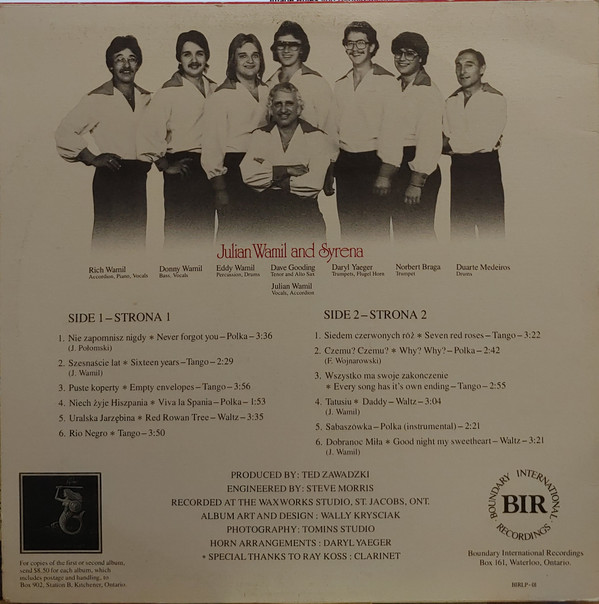 Julian Wamil and Syrena
Rich Wamil
Accordion, Piano, Vocals
Donny Wamil
Bass, Vocals
Eddy Wamil
Percussion, Drums
Dave Gooding
Tenor and Alto Sax
Daryl Yaeger
Trumpets, Flugel Horn
Norbert Braga
Trumpet
Duarte Medeiros
Drums
Julian Wamil
Vocals, Accordion
SIDE 1 – STRONA 1
1. Nie zapomnisz nigdy * Never forgot you – Polka – 3:36
(J. Połomski)
2. Szesnaście lat * Sixteen years – Tango – 2:29
(J. Wamil)
3. Puste koperty * Empty envelopes – Tango – 3:56
4. Niech żyje Hiszpania * Viva la Spania – Polka – 1:53
5. Uralska Jarzębina * Red Rowan Tree – Waltz – 3:35
6. Rio Negro * Tango – 3:50
SIDE 2 – STRONA 2
1. Siedem czerwonych róż * Seven red roses – Tango – 3:22
2. Czemu? Czemu? * Why? Why? – Polka – 2:42
(F. Wojnarowski)
3. Wszystko ma swoje zakonczenie
* Every song has it's own ending – Tango – 2:55
4. Tatusiu * Daddy – Waltz – 3:04
(J. Wamil)
5. Sabaszówka – Polka (instrumental) – 2:21
6. Dobranoc Miła * Good night my sweetheart – Waltz – 3:21
(J. Wamil)
PRODUCED BY: TED ZAWADZKI
ENGINEERED BY: STEVE MORRIS
RECORDED AT THE WAXWORKS STUDIO, ST. JACOBS, ONT.
ALBUM ART AND DESIGN : WALLY KRYSCIAK
PHOTOGRAPHY: TOMINS STUDIO
HORN ARRANGEMENTS : DARYL YAEGER
* SPECIAL THANKS TO RAY KOSS : CLARINET
For copies of the first or second album,
send $8.50 for each album, which
includes postage and handling, to
Box 902, Station B. Kitchener, Ontario.
BOUNDARY INTERNATIONAL RECORDINGS
BIR
Boundary International Recordings
Box 161, Waterloo, Ontario.
BIRLP - 01